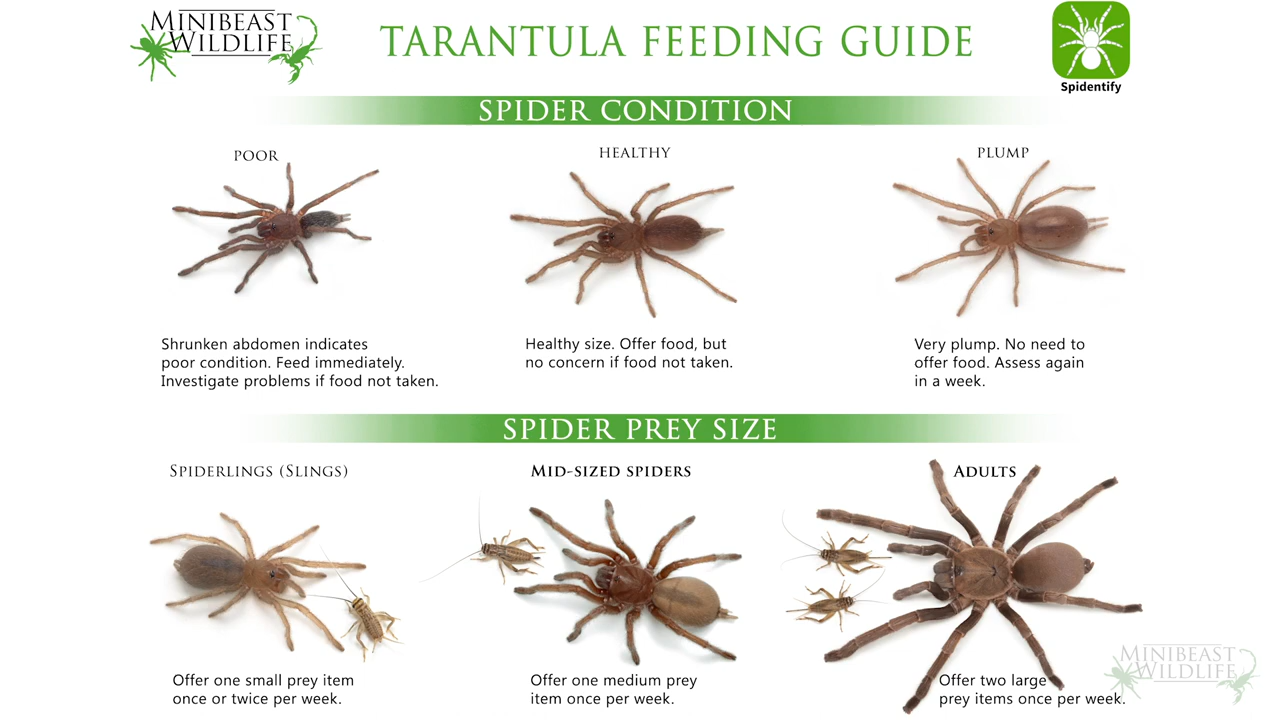 MINIBEAST
WILDLIFE
TARANTULA FEEDING GUIDE
Spidentify
SPIDER CONDITION
POOR
HEALTHY
PLUMP
Shrunken abdomen indicates
poor condition. Feed immediately.
Investigate problems if food not taken.
Healthy size. Offer food, but
no concern if food not taken.
Very plump. No need to
offer food. Assess again
in a week.
SPIDER PREY SIZE
SPIDERLINGS (SLINGS)
MID-SIZED SPIDERS
ADULTS
Offer one small prey item
once or twice per week.
Offer one medium prey
item once per week.
Offer two large
prey items once per week.
MINIBEAST
WILDLIFE